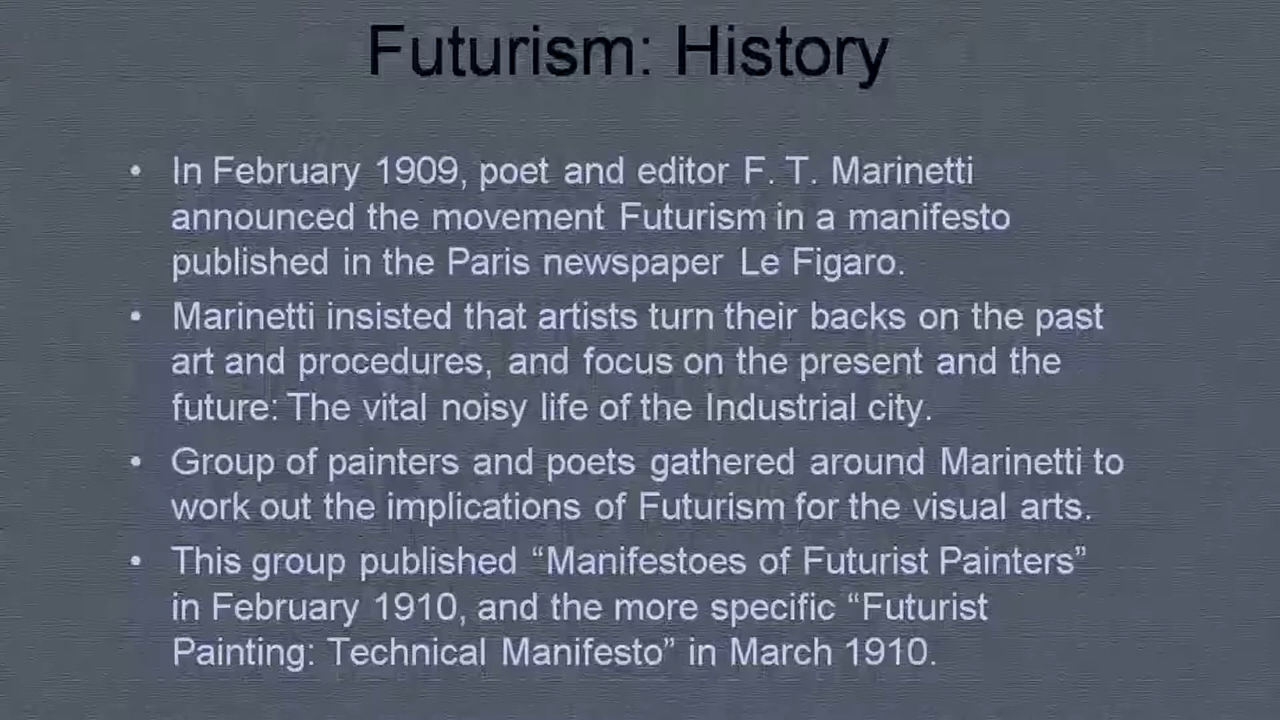 Futurism: History
• In February 1909, poet and editor F. T. Marinetti
announced the movement Futurism in a manifesto
published in the Paris newspaper Le Figaro.
• Marinetti insisted that artists turn their backs on the past
art and procedures, and focus on the present and the
future: The vital noisy life of the Industrial city.
• Group of painters and poets gathered around Marinetti to
work out the implications of Futurism for the visual arts.
• This group published “Manifestoes of Futurist Painters”
in February 1910, and the more specific “Futurist
Painting: Technical Manifesto” in March 1910.